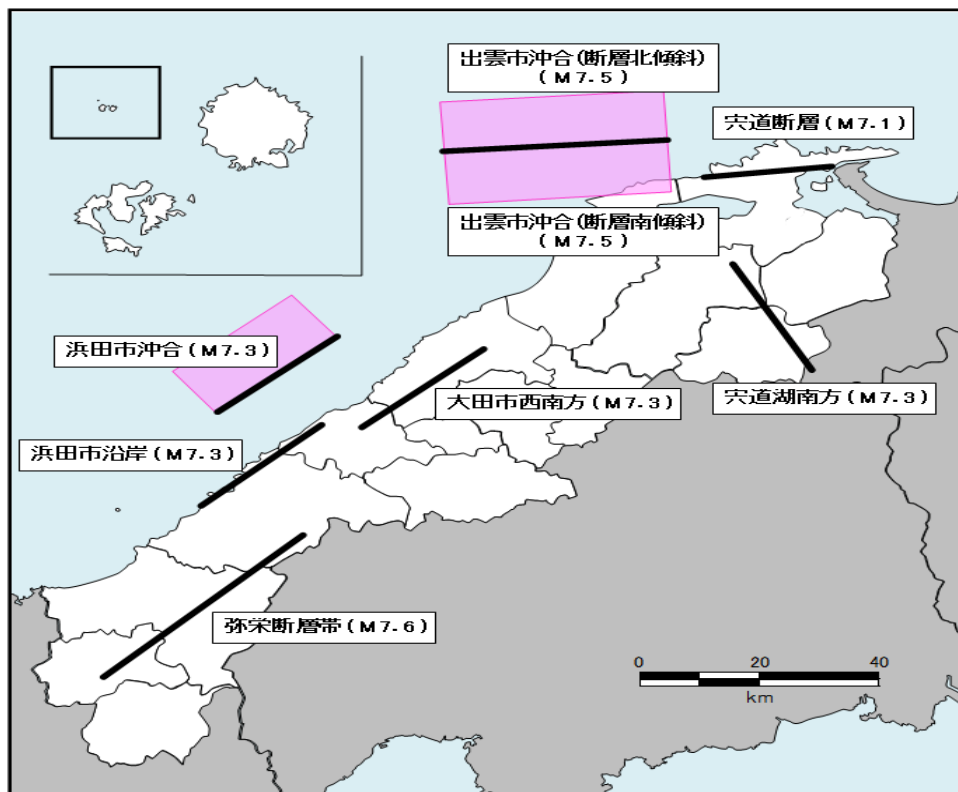 出雲市沖合(断層北傾斜)
(M7.5)
宍道断層(M7.1)
出雲市沖合(断層南傾斜)
(M7.5)
浜田市沖合(M7.3)
大田市西南方(M7.3)
宍道湖南方(M7.3)
浜田市沿岸(M7.3)
弥栄断層帯(M7.6)
0 20 40
km